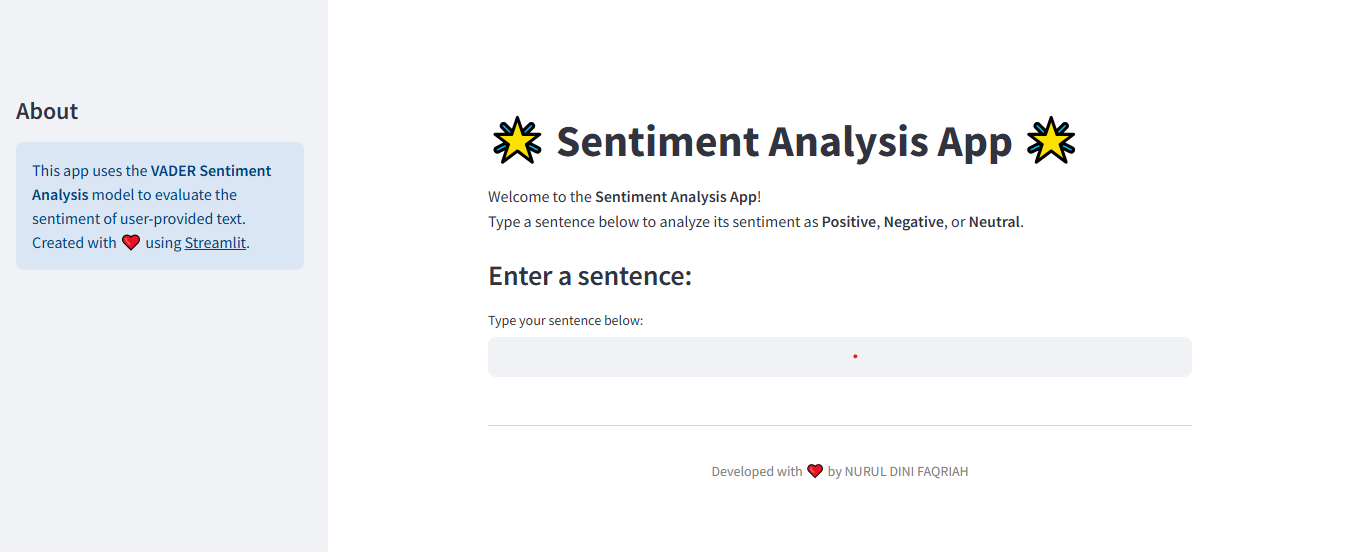 About
This app uses the VADER Sentiment
Analysis model to evaluate the
sentiment of user-provided text.
Created with ❤️ using Streamlit.
🌟 Sentiment Analysis App 🌟
Welcome to the Sentiment Analysis App!
Type a sentence below to analyze its sentiment as Positive, Negative, or Neutral.
Enter a sentence:
Type your sentence below:
Developed with ❤️ by NURUL DINI FAQRIAH